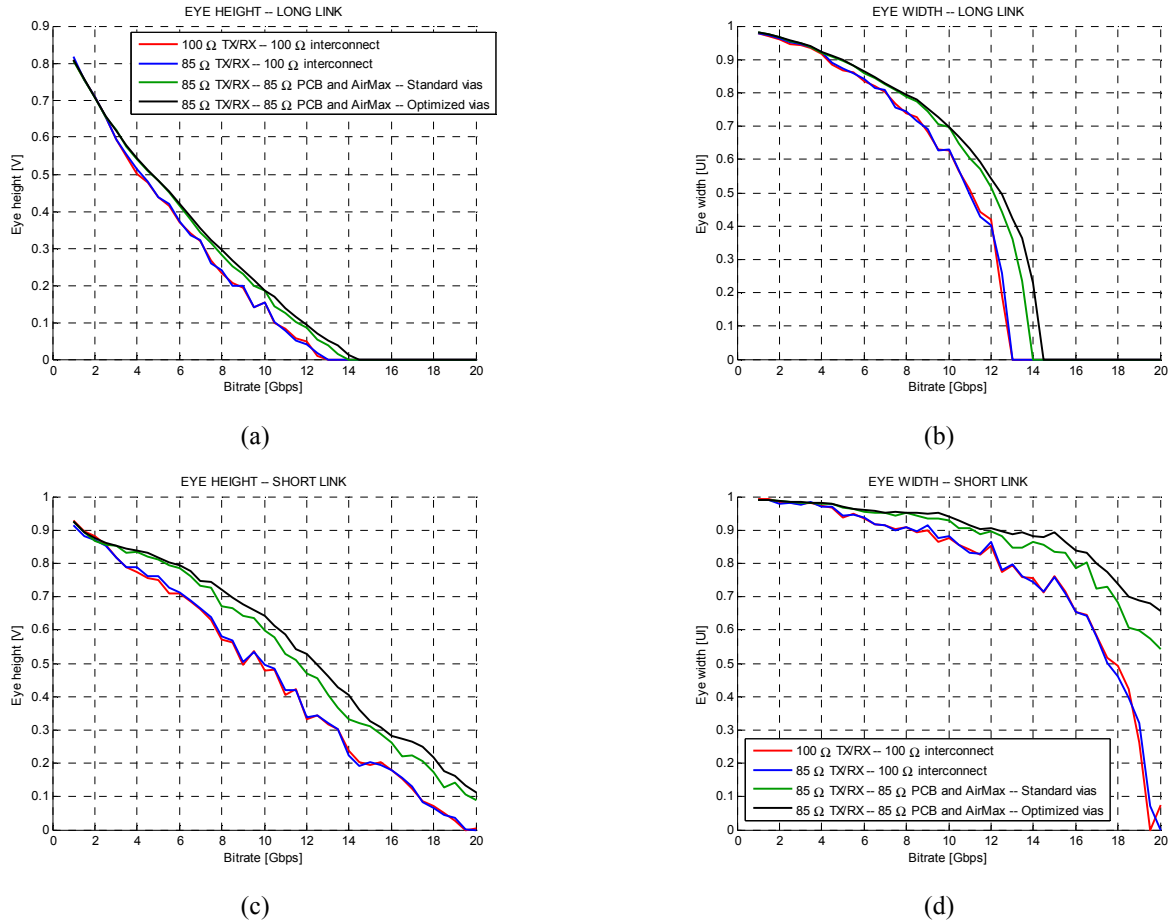 EYE HEIGHT -- LONG LINK
0.9
0.8
0.7
0.6
0.5
0.4
0.3
0.2
0.1
0
Eye height [V]
100 Ω TX/RX -- 100 Ω interconnect
85 Ω TX/RX -- 100 Ω interconnect
85 Ω TX/RX -- 85 Ω PCB and AirMax -- Standard vias
85 Ω TX/RX -- 85 Ω PCB and AirMax -- Optimized vias
0 2 4 6 8 10 12 14 16 18 20
Bitrate [Gbps]
(a)
EYE WIDTH -- LONG LINK
1
0.9
0.8
0.7
0.6
0.5
0.4
0.3
0.2
0.1
0
Eye width [UI]
0 2 4 6 8 10 12 14 16 18 20
Bitrate [Gbps]
(b)
EYE HEIGHT -- SHORT LINK
1
0.9
0.8
0.7
0.6
0.5
0.4
0.3
0.2
0.1
0
Eye height [V]
0 2 4 6 8 10 12 14 16 18 20
Bitrate [Gbps]
(c)
EYE WIDTH -- SHORT LINK
1
0.9
0.8
0.7
0.6
0.5
0.4
0.3
0.2
0.1
0
Eye width [UI]
100 Ω TX/RX -- 100 Ω interconnect
85 Ω TX/RX -- 100 Ω interconnect
85 Ω TX/RX -- 85 Ω PCB and AirMax -- Standard vias
85 Ω TX/RX -- 85 Ω PCB and AirMax -- Optimized vias
0 2 4 6 8 10 12 14 16 18 20
Bitrate [Gbps]
(d)